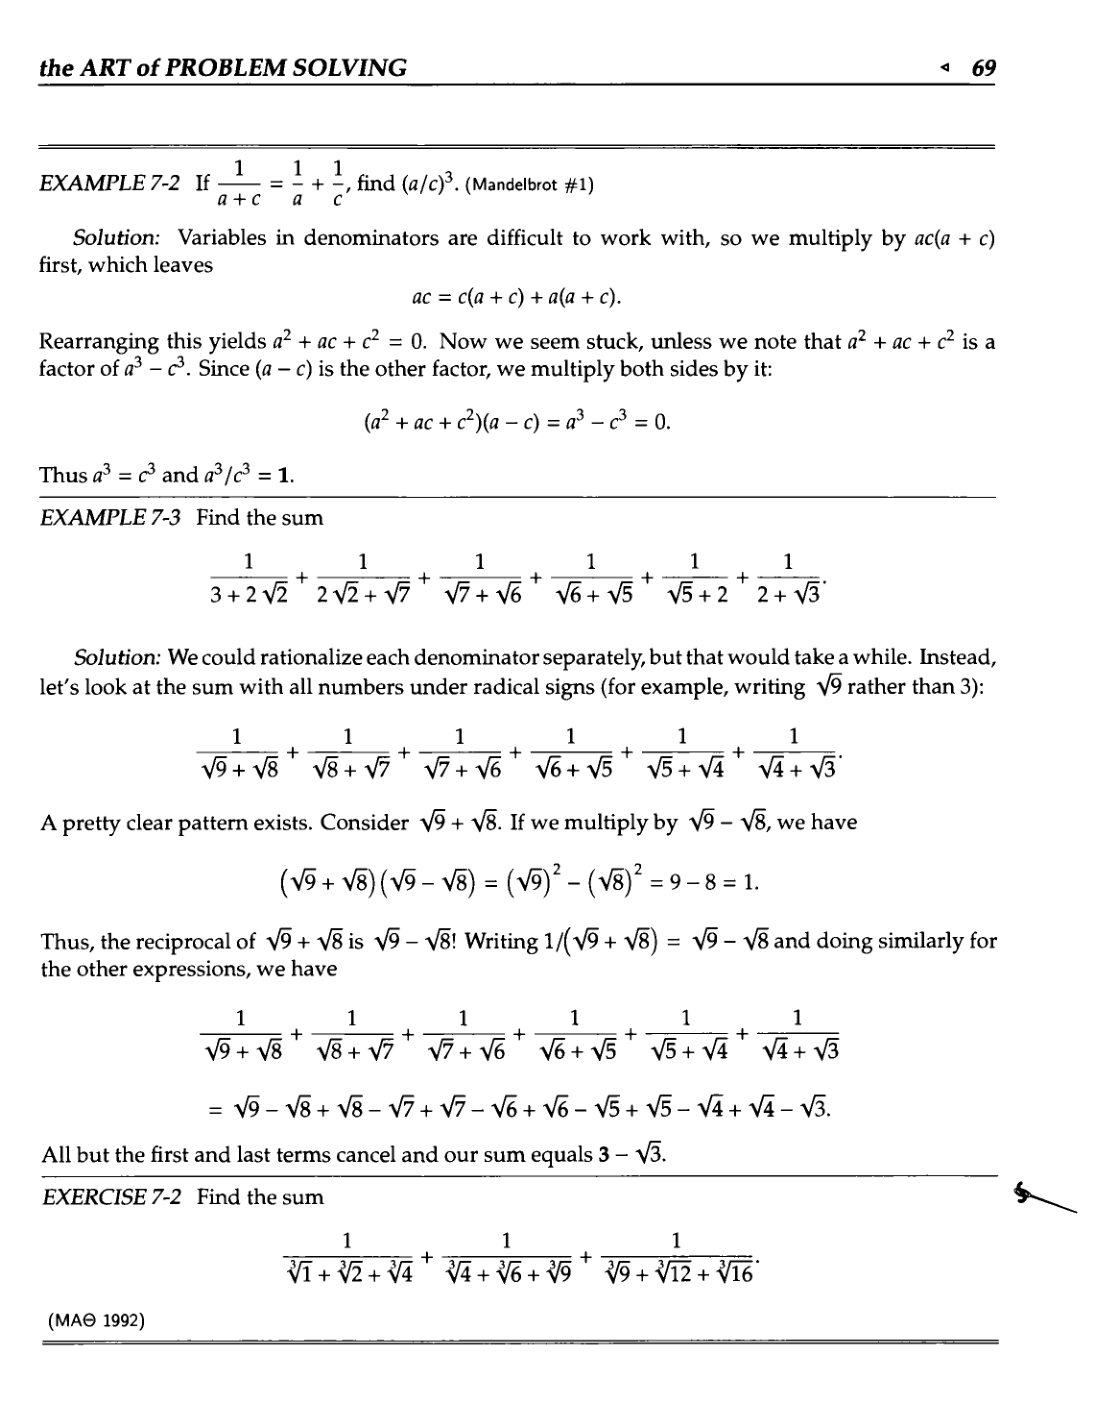 the ART of PROBLEM SOLVING ◃ 69
EXAMPLE 7-2 If 1/(a + c) = 1/a + 1/c, find (a/c)³. (Mandelbrot #1)
Solution: Variables in denominators are difficult to work with, so we multiply by ac(a + c)
first, which leaves
ac = c(a + c) + a(a + c).
Rearranging this yields a² + ac + c² = 0. Now we seem stuck, unless we note that a² + ac + c² is a
factor of a³ − c³. Since (a − c) is the other factor, we multiply both sides by it:
(a² + ac + c²)(a − c) = a³ − c³ = 0.
Thus a³ = c³ and a³/c³ = 1.
EXAMPLE 7-3 Find the sum
1/(3 + 2√2) + 1/(2√2 + √7) + 1/(√7 + √6) + 1/(√6 + √5) + 1/(√5 + 2) + 1/(2 + √3).
Solution: We could rationalize each denominator separately, but that would take a while. Instead,
let's look at the sum with all numbers under radical signs (for example, writing √9 rather than 3):
1/(√9 + √8) + 1/(√8 + √7) + 1/(√7 + √6) + 1/(√6 + √5) + 1/(√5 + √4) + 1/(√4 + √3).
A pretty clear pattern exists. Consider √9 + √8. If we multiply by √9 − √8, we have
(√9 + √8)(√9 − √8) = (√9)² − (√8)² = 9 − 8 = 1.
Thus, the reciprocal of √9 + √8 is √9 − √8! Writing 1/(√9 + √8) = √9 − √8 and doing similarly for
the other expressions, we have
1/(√9 + √8) + 1/(√8 + √7) + 1/(√7 + √6) + 1/(√6 + √5) + 1/(√5 + √4) + 1/(√4 + √3)
= √9 − √8 + √8 − √7 + √7 − √6 + √6 − √5 + √5 − √4 + √4 − √3.
All but the first and last terms cancel and our sum equals 3 − √3.
EXERCISE 7-2 Find the sum
1/(∛1 + ∛2 + ∛4) + 1/(∛4 + ∛6 + ∛9) + 1/(∛9 + ∛12 + ∛16).
(MAΘ 1992)